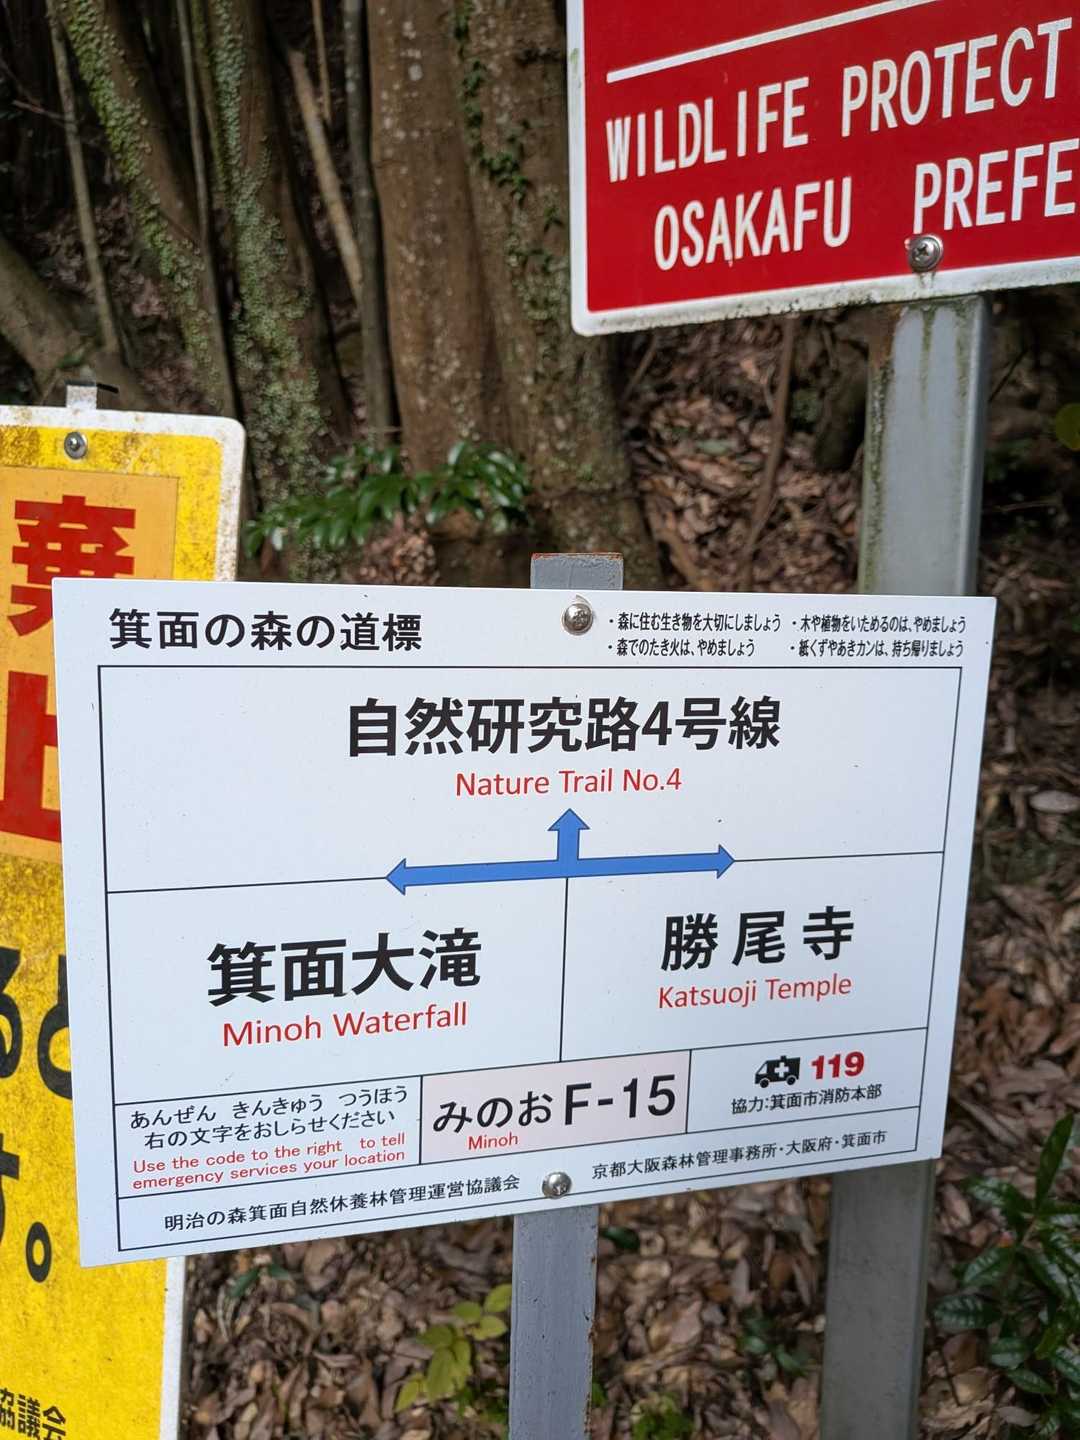 WILDLIFE PROTECT
OSAKAFU PREFE
棄
止
箕面の森の道標
・森に住む生き物を大切にしましょう ・木や植物をいためるのは、やめましょう
・森でのたき火は、やめましょう ・紙くずやあきカンは、持ち帰りましょう
自然研究路4号線
Nature Trail No.4
箕面大滝
Minoh Waterfall
勝尾寺
Katsuoji Temple
あんぜん きんきゅう つうほう
右の文字をおしらせください
Use the code to the right to tell
emergency services your location
みのおF-15
Minoh
119
協力:箕面市消防本部
明治の森箕面自然休養林管理運営協議会
京都大阪森林管理事務所・大阪府・箕面市
ると
す。
協議会